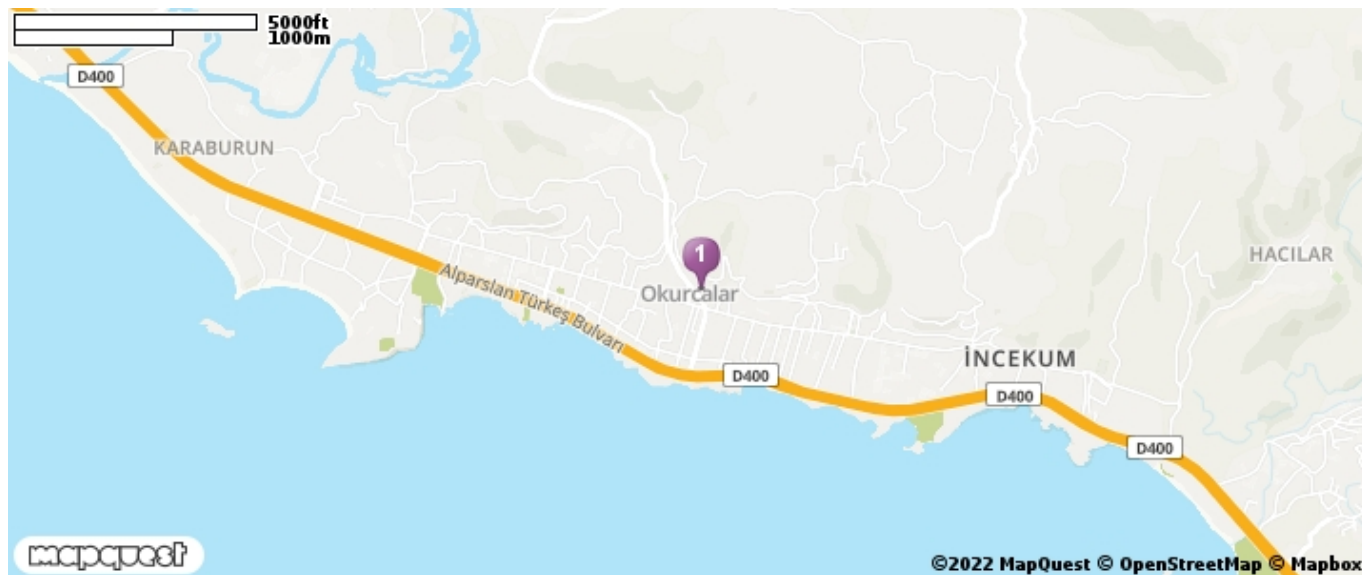 5000ft
1000m
D400
KARABURUN
1
HACILAR
Alparslan Türkeş Bulvarı
Okurcalar
İNCEKUM
D400
D400
D400
mapquest
©2022 MapQuest © OpenStreetMap © Mapbox